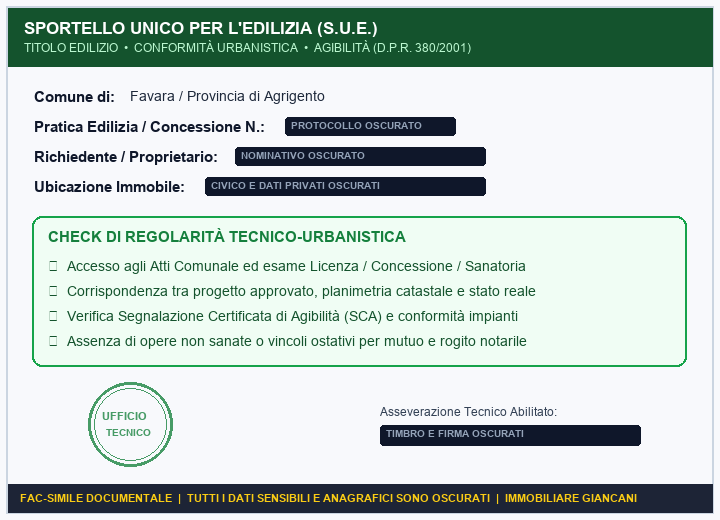 SPORTELLO UNICO PER L'EDILIZIA (S.U.E.)
TITOLO EDILIZIO • CONFORMITÀ URBANISTICA • AGIBILITÀ (D.P.R. 380/2001)
Comune di: Favara / Provincia di Agrigento
Pratica Edilizia / Concessione N.: PROTOCOLLO OSCURATO
Richiedente / Proprietario: NOMINATIVO OSCURATO
Ubicazione Immobile: CIVICO E DATI PRIVATI OSCURATI
CHECK DI REGOLARITÀ TECNICO-URBANISTICA
Accesso agli Atti Comunale ed esame Licenza / Concessione / Sanatoria
Corrispondenza tra progetto approvato, planimetria catastale e stato reale
Verifica Segnalazione Certificata di Agibilità (SCA) e conformità impianti
Assenza di opere non sanate o vincoli ostativi per mutuo e rogito notarile
UFFICIO
TECNICO
Asseverazione Tecnico Abilitato:
TIMBRO E FIRMA OSCURATI
FAC-SIMILE DOCUMENTALE | TUTTI I DATI SENSIBILI E ANAGRAFICI SONO OSCURATI | IMMOBILIARE GIANCANI